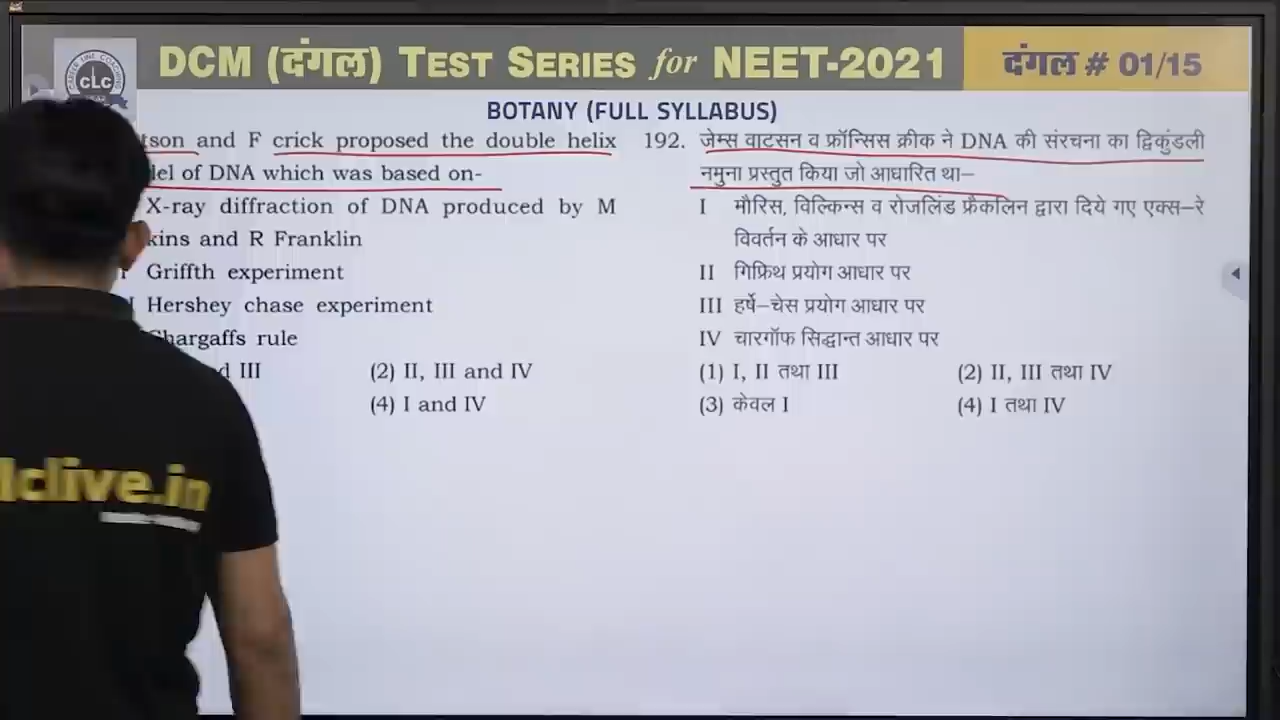 DCM (दंगल) TEST SERIES for NEET-2021
दंगल # 01/15
CLC
BOTANY (FULL SYLLABUS)
tson and F crick proposed the double helix
lel of DNA which was based on-
X-ray diffraction of DNA produced by M
kins and R Franklin
Griffth experiment
Hershey chase experiment
Chargaffs rule
d III
(2) II, III and IV
(4) I and IV
192. जेम्स वाटसन व फ्रॉन्सिस क्रीक ने DNA की संरचना का द्विकुंडली
नमुना प्रस्तुत किया जो आधारित था–
I मौरिस, विल्किन्स व रोजलिंड फ्रैंकलिन द्वारा दिये गए एक्स–रे
विवर्तन के आधार पर
II गिफ्रिथ प्रयोग आधार पर
III हर्षे–चेस प्रयोग आधार पर
IV चारगॉफ सिद्धान्त आधार पर
(1) I, II तथा III (2) II, III तथा IV
(3) केवल I (4) I तथा IV
lclive.in